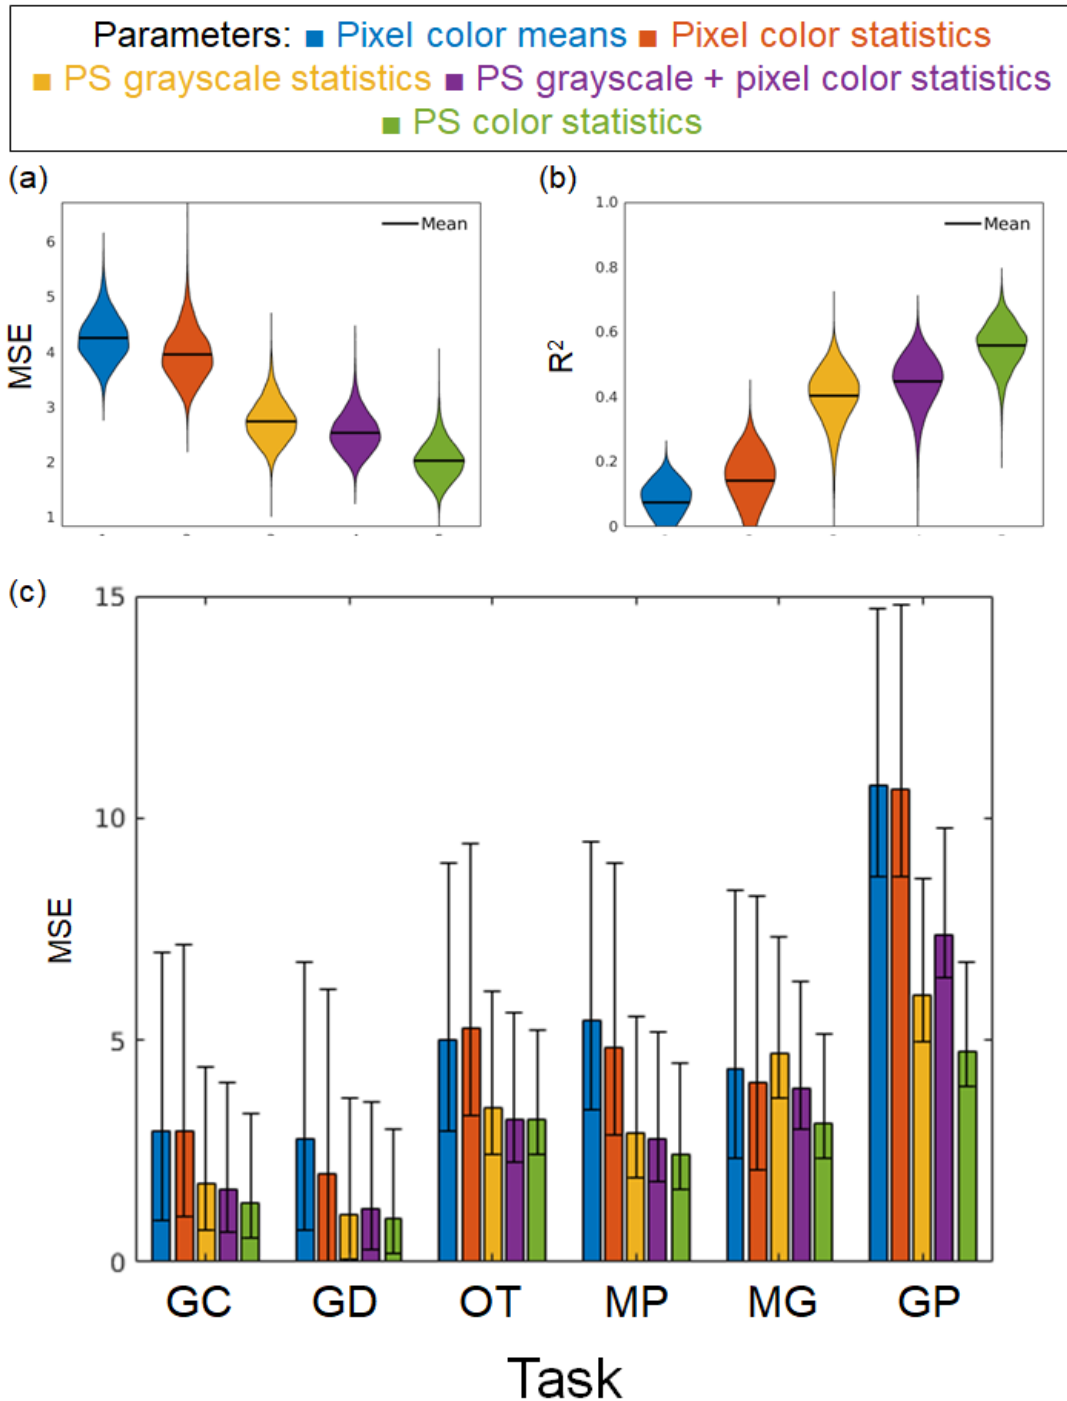 Parameters: ■ Pixel color means ■ Pixel color statistics
■ PS grayscale statistics ■ PS grayscale + pixel color statistics
■ PS color statistics
(a)
(b)
Mean
6
5
4
3
2
1
MSE
Mean
1.0
0.8
0.6
0.4
0.2
0
R²
(c)
15
10
5
0
MSE
GC GD OT MP MG GP
Task